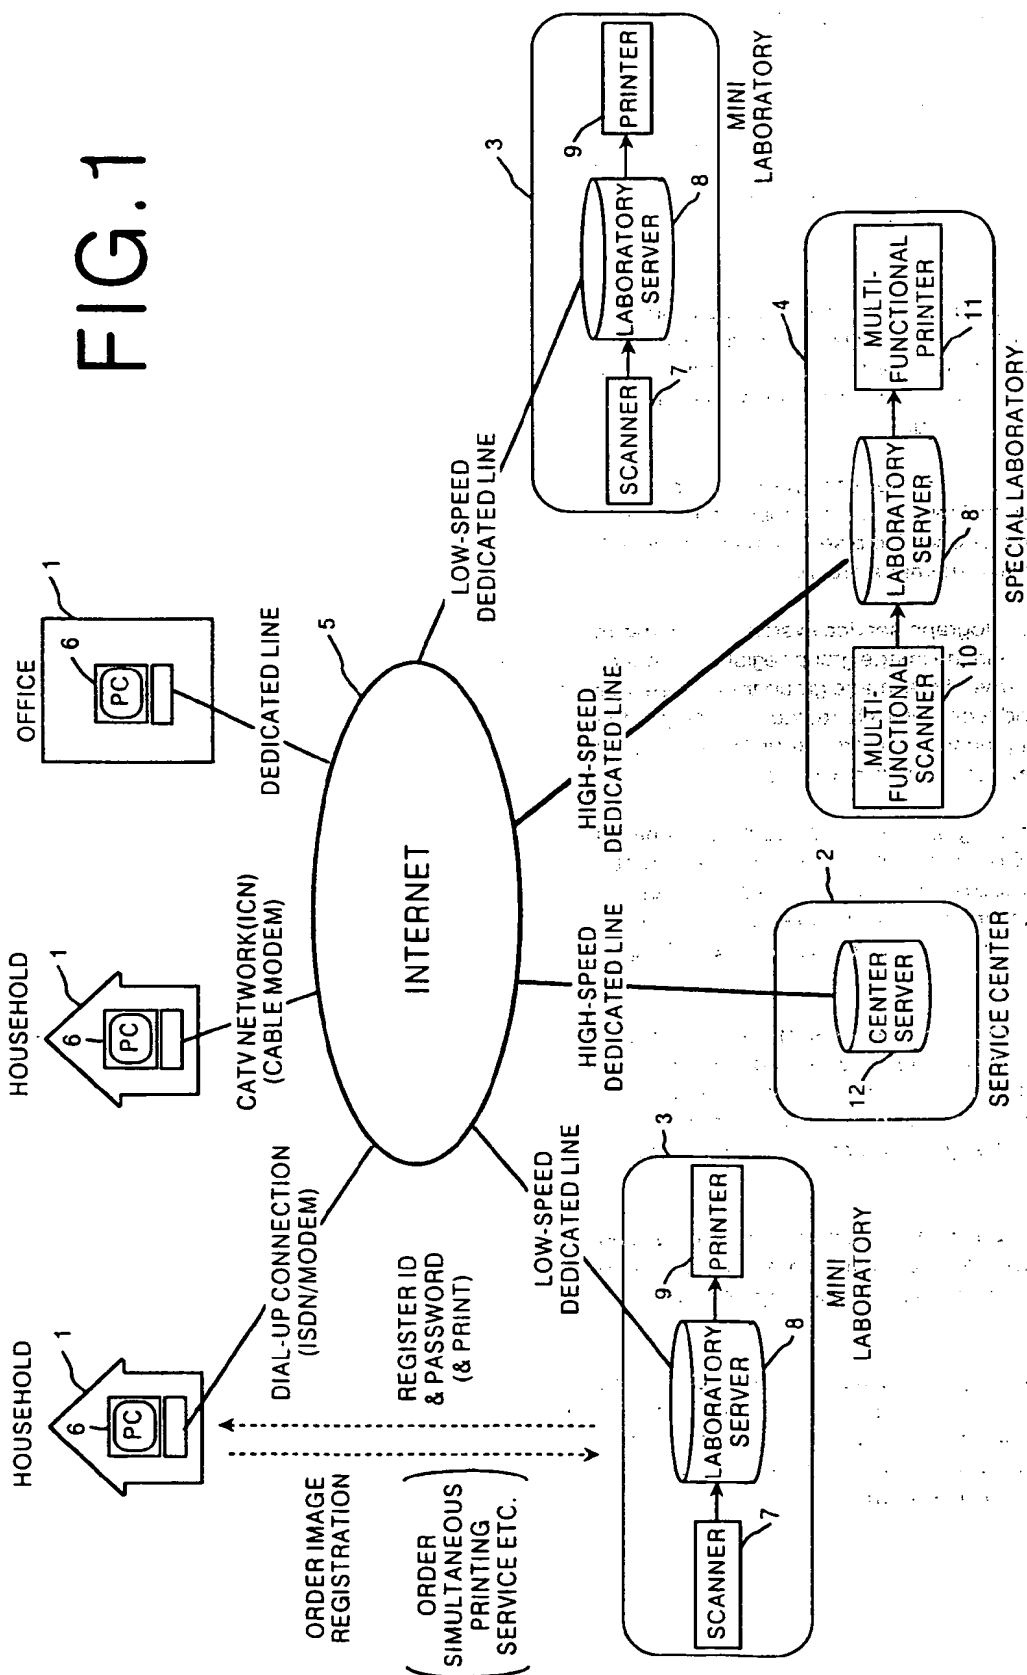 FIG. 1
HOUSEHOLD
1
6
PC
HOUSEHOLD
1
6
PC
OFFICE
1
6
PC
DIAL-UP CONNECTION
(ISDN/MODEM)
CATV NETWORK(ICN)
(CABLE MODEM)
DEDICATED LINE
5
INTERNET
ORDER IMAGE
REGISTRATION
ORDER
SIMULTANEOUS
PRINTING
SERVICE ETC.
REGISTER ID
& PASSWORD
(& PRINT)
LOW-SPEED
DEDICATED LINE
HIGH-SPEED
DEDICATED LINE
HIGH-SPEED
DEDICATED LINE
LOW-SPEED
DEDICATED LINE
3
SCANNER
7
LABORATORY
SERVER
8
PRINTER
9
MINI
LABORATORY
2
CENTER
SERVER
12
SERVICE CENTER
4
MULTI-
FUNCTIONAL
SCANNER
10
LABORATORY
SERVER
8
MULTI-
FUNCTIONAL
PRINTER
11
SPECIAL LABORATORY
3
SCANNER
7
LABORATORY
SERVER
8
PRINTER
9
MINI
LABORATORY